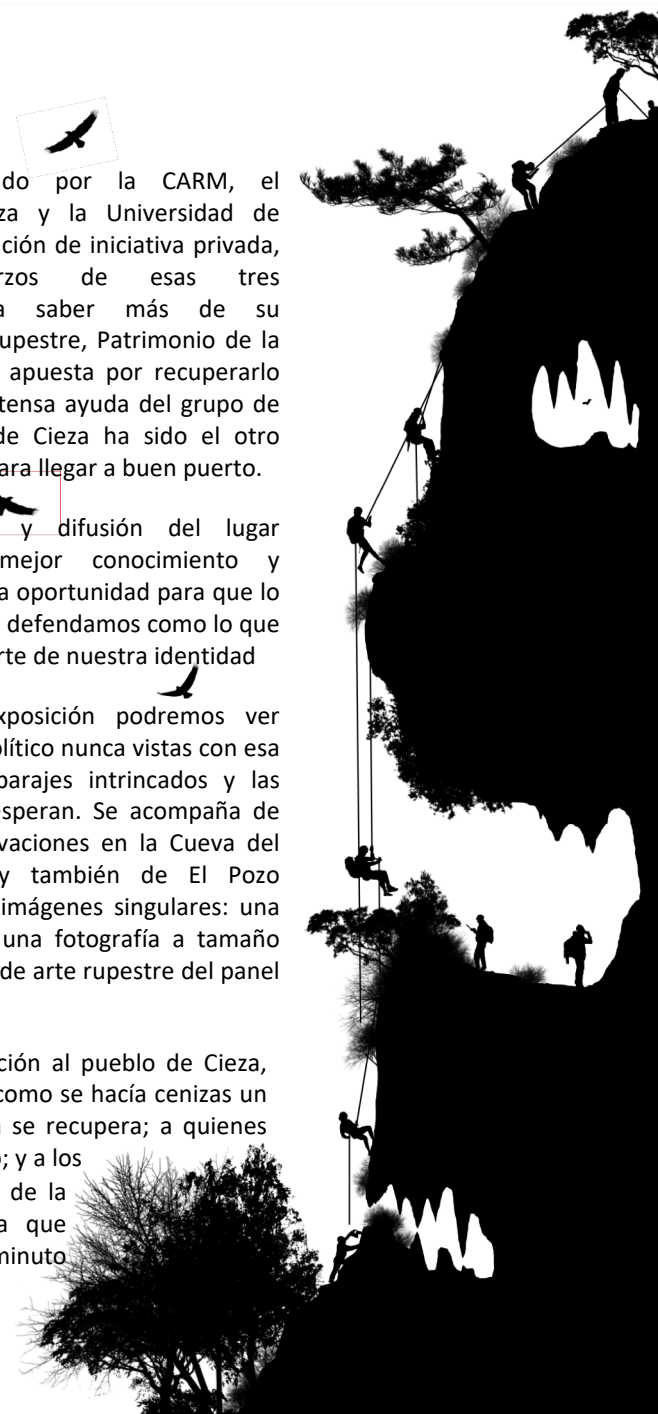 do por la CARM, el
za y la Universidad de
ción de iniciativa privada,
rzos de esas tres
a saber más de su
upestre, Patrimonio de la
apuesta por recuperarlo
tensa ayuda del grupo de
de Cieza ha sido el otro
ara llegar a buen puerto.
y difusión del lugar
mejor conocimiento y
a oportunidad para que lo
defendamos como lo que
rte de nuestra identidad
xposición podremos ver
olítico nunca vistas con esa
parajes intrincados y las
esperan. Se acompaña de
vaciones en la Cueva del
y también de El Pozo
imágenes singulares: una
una fotografía a tamaño
de arte rupestre del panel
ción al pueblo de Cieza,
como se hacía cenizas un
a se recupera; a quienes
o; y a los
de la
a que
minuto